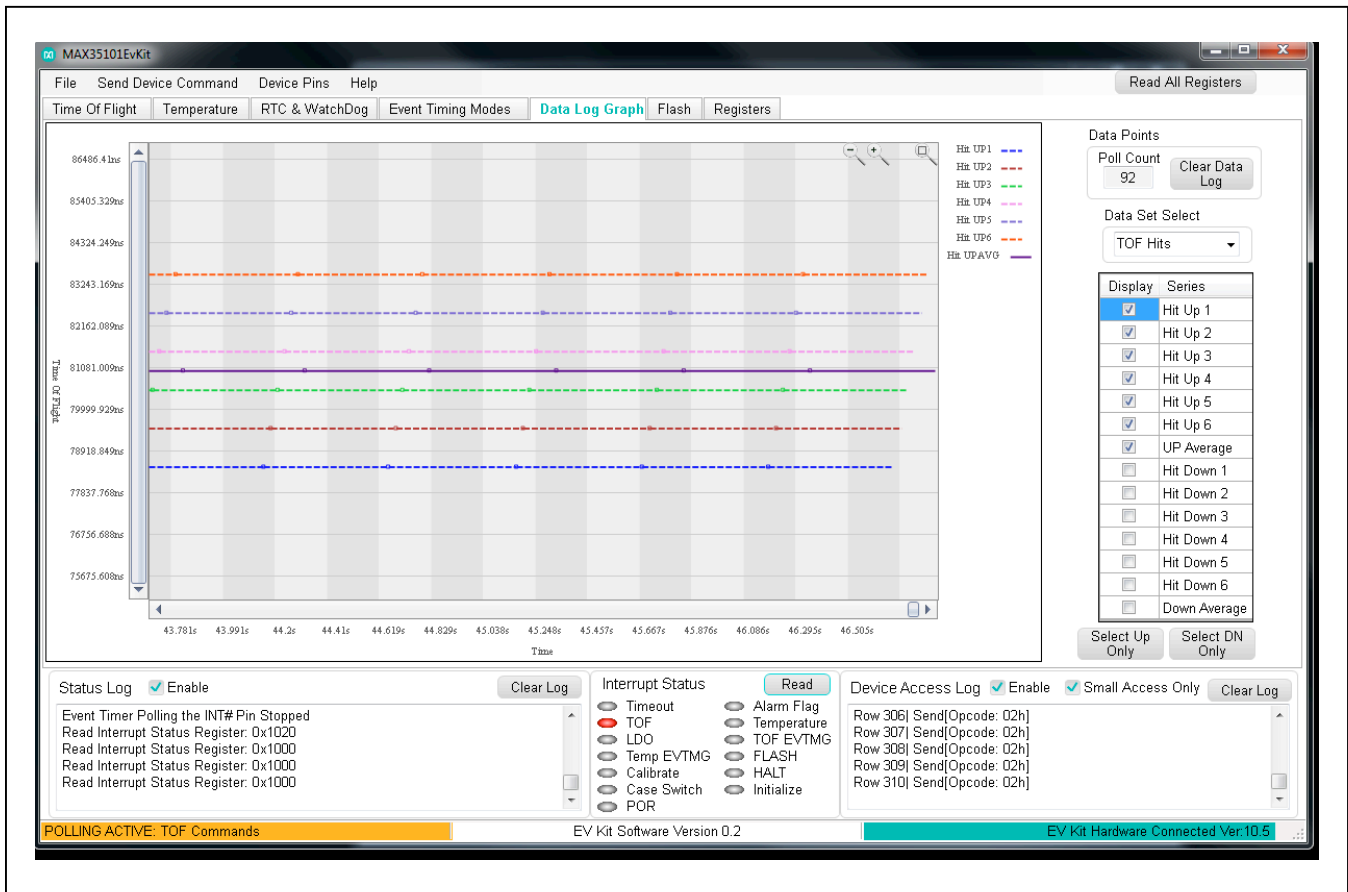 MAX35101EvKit
File Send Device Command Device Pins Help
Read All Registers
Time Of Flight Temperature RTC & WatchDog Event Timing Modes Data Log Graph Flash Registers
86486.41ns
85405.329ns
84324.249ns
83243.169ns
82162.089ns
81081.009ns
79999.929ns
78918.849ns
77837.768ns
76756.688ns
75675.608ns
Time Of Flight
43.781s 43.991s 44.2s 44.41s 44.619s 44.829s 45.038s 45.248s 45.457s 45.667s 45.876s 46.086s 46.295s 46.505s
Time
Hit UP1
Hit UP2
Hit UP3
Hit UP4
Hit UP5
Hit UP6
Hit UPAVG
Data Points
Poll Count
92
Clear Data
Log
Data Set Select
TOF Hits
Display Series
Hit Up 1
Hit Up 2
Hit Up 3
Hit Up 4
Hit Up 5
Hit Up 6
UP Average
Hit Down 1
Hit Down 2
Hit Down 3
Hit Down 4
Hit Down 5
Hit Down 6
Down Average
Select Up
Only
Select DN
Only
Status Log Enable Clear Log
Event Timer Polling the INT# Pin Stopped
Read Interrupt Status Register: 0x1020
Read Interrupt Status Register: 0x1000
Read Interrupt Status Register: 0x1000
Read Interrupt Status Register: 0x1000
Interrupt Status Read
Timeout Alarm Flag
TOF Temperature
LDO TOF EVTMG
Temp EVTMG FLASH
Calibrate HALT
Case Switch Initialize
POR
Device Access Log Enable Small Access Only Clear Log
Row 306| Send[Opcode: 02h]
Row 307| Send[Opcode: 02h]
Row 308| Send[Opcode: 02h]
Row 309| Send[Opcode: 02h]
Row 310| Send[Opcode: 02h]
POLLING ACTIVE: TOF Commands
EV Kit Software Version 0.2
EV Kit Hardware Connected Ver:10.5